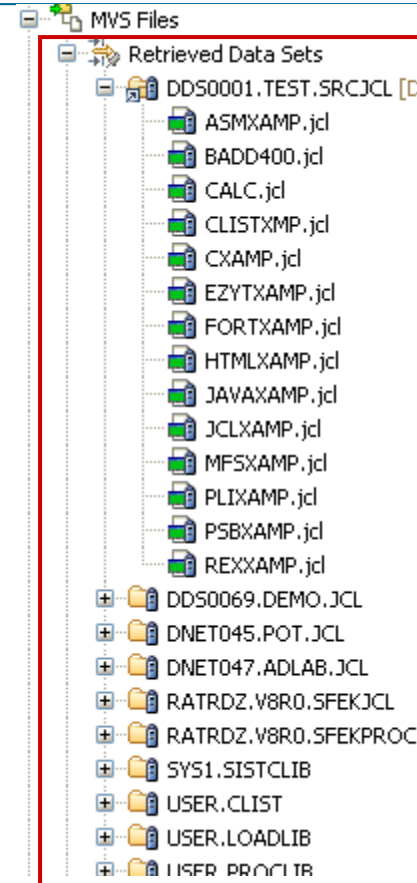 MVS Files
Retrieved Data Sets
DDS0001.TEST.SRCJCL [D
ASMXAMP.jcl
BADD400.jcl
CALC.jcl
CLISTXMP.jcl
CXAMP.jcl
EZYTXAMP.jcl
FORTXAMP.jcl
HTMLXAMP.jcl
JAVAXAMP.jcl
JCLXAMP.jcl
MFSXAMP.jcl
PLIXAMP.jcl
PSBXAMP.jcl
REXXAMP.jcl
DDS0069.DEMO.JCL
DNET045.POT.JCL
DNET047.ADLAB.JCL
RATRDZ.V8R0.SFEKJCL
RATRDZ.V8R0.SFEKPROC
SYS1.SISTCLIB
USER.CLIST
USER.LOADLIB
USER.PROCLIB